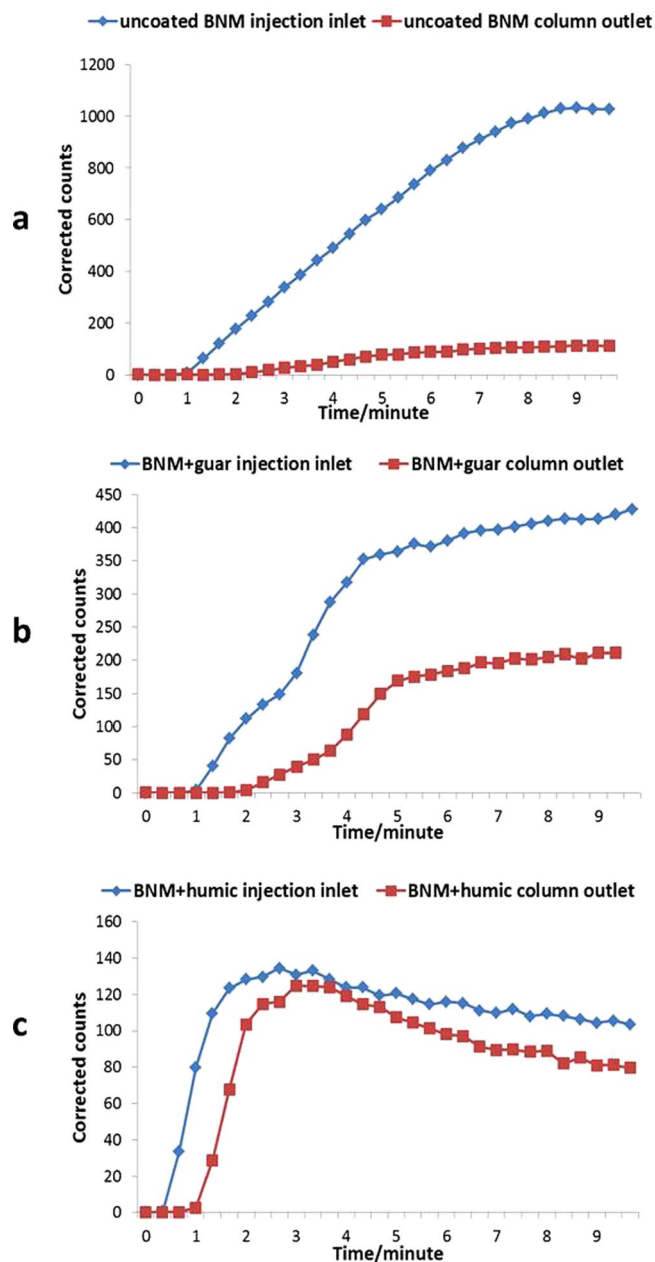 uncoated BNM injection inlet uncoated BNM column outlet
a
Corrected counts
1200
1000
800
600
400
200
0
0 1 2 3 4 5 6 7 8 9
Time/minute
BNM+guar injection inlet BNM+guar column outlet
b
Corrected counts
450
400
350
300
250
200
150
100
50
0
0 1 2 3 4 5 6 7 8 9
Time/minute
BNM+humic injection inlet BNM+humic column outlet
c
Corrected counts
160
140
120
100
80
60
40
20
0
0 1 2 3 4 5 6 7 8 9
Time/minute